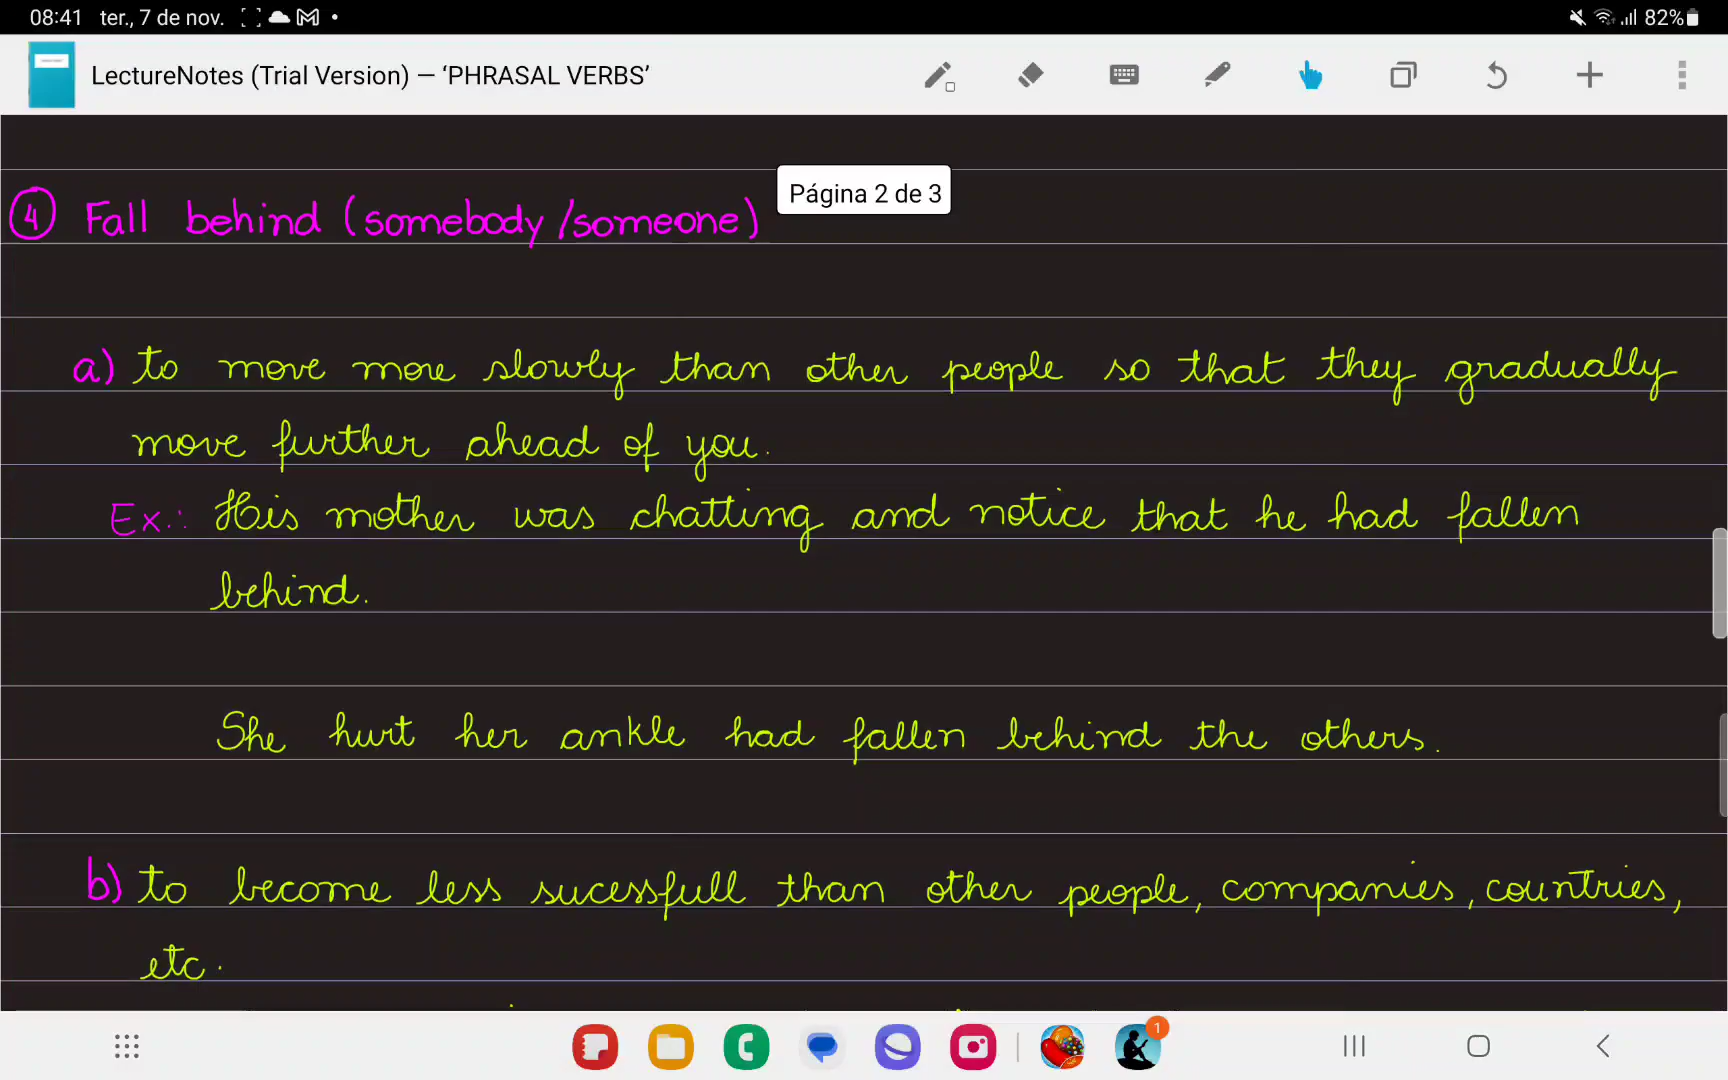 08:41 ter., 7 de nov. 82%
LectureNotes (Trial Version) — ‘PHRASAL VERBS’
Página 2 de 3
4 Fall behind (somebody/someone)
a) to move more slowly than other people so that they gradually
move further ahead of you.
Ex.: His mother was chatting and notice that he had fallen
behind.
She hurt her ankle had fallen behind the others.
b) to become less sucessfull than other people, companies, countries,
etc.
1